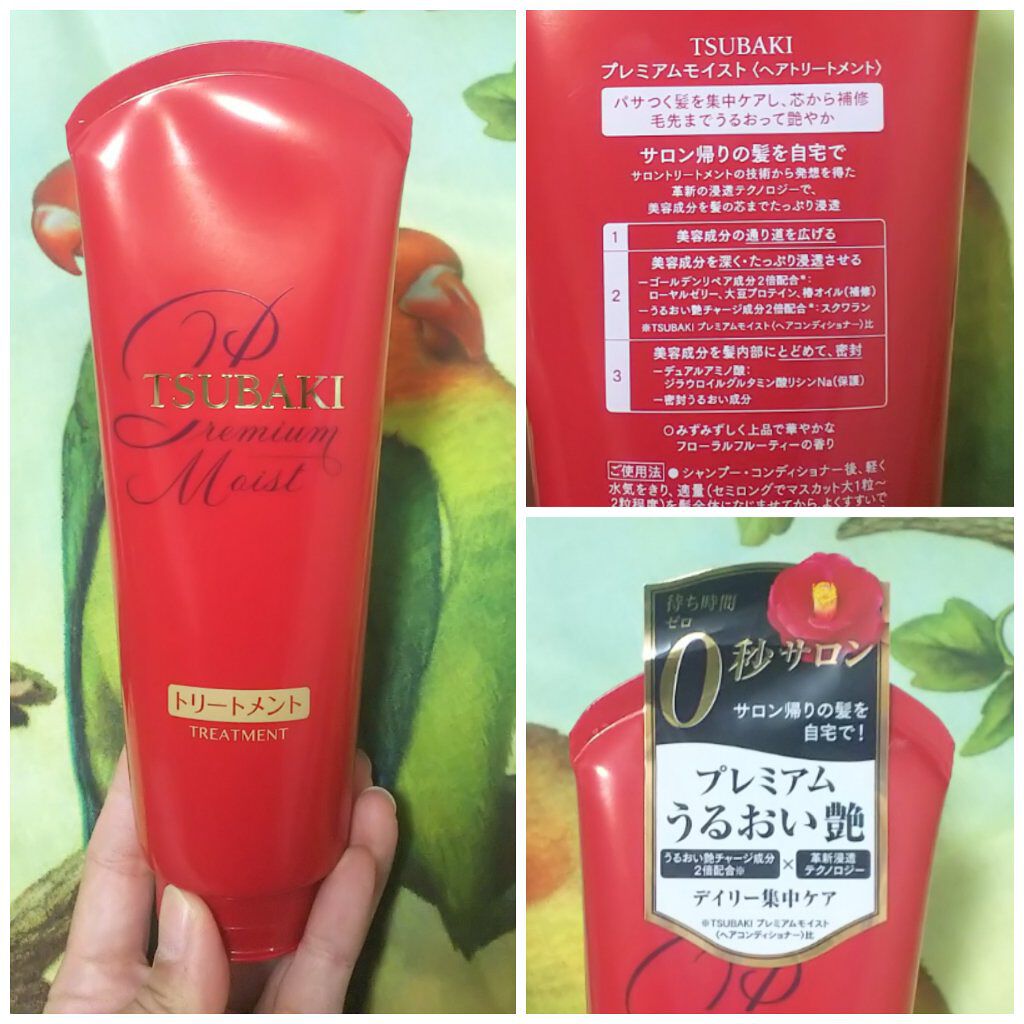 P
TSUBAKI
Premium
Moist
トリートメント
TREATMENT
TSUBAKI
プレミアムモイスト〈ヘアトリートメント〉
パサつく髪を集中ケアし、芯から補修
毛先までうるおって艶やか
サロン帰りの髪を自宅で
サロントリートメントの技術から発想を得た
革新の浸透テクノロジーで、
美容成分を髪の芯までたっぷり浸透
1 美容成分の通り道を広げる
2 美容成分を深く・たっぷり浸透させる
ーゴールデンリペア成分2倍配合*:
ローヤルゼリー、大豆プロテイン、椿オイル(補修)
ーうるおい艶チャージ成分2倍配合*:スクワラン
※TSUBAKI プレミアムモイスト〈ヘアコンディショナー〉比
3 美容成分を髪内部にとどめて、密封
ーデュアルアミノ酸:
ジラウロイルグルタミン酸リシンNa(保護)
ー密封うるおい成分
○みずみずしく上品で華やかな
フローラルフルーティーの香り
ご使用法 ●シャンプー・コンディショナー後、軽く
水気をきり、適量(セミロングでマスカット大1粒〜
2粒程度)を髪全体になじませてから、よくすすいで
待ち時間
ゼロ
0秒サロン
サロン帰りの髪を
自宅で!
プレミアム
うるおい艶
うるおい艶チャージ成分
2倍配合※
×
革新浸透
テクノロジー
デイリー集中ケア
※TSUBAKI プレミアムモイスト
〈ヘアコンディショナー〉比
P